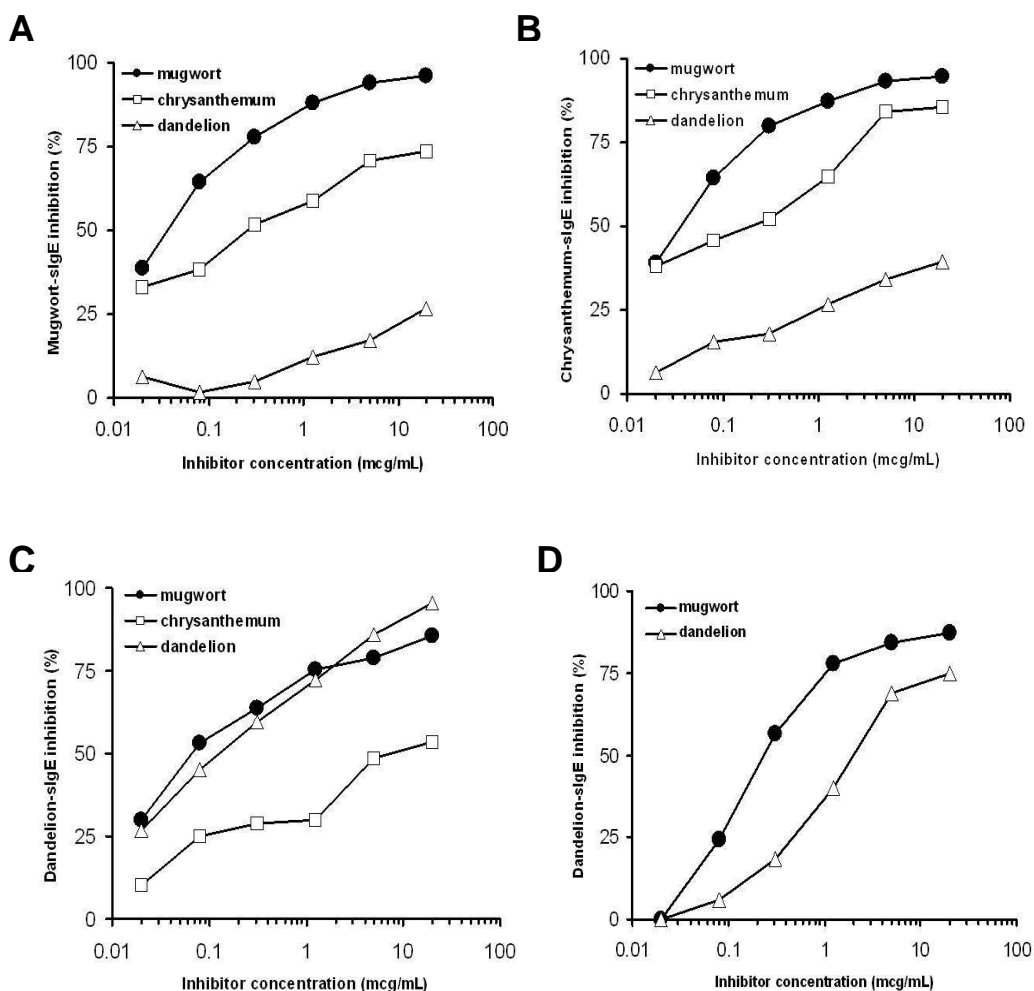 A
100
75
50
25
0
mugwort
chrysanthemum
dandelion
Mugwort-sIgE inhibition (%)
0.01 0.1 1 10 100
Inhibitor concentration (mcg/mL)
B
100
75
50
25
0
mugwort
chrysanthemum
dandelion
Chrysanthemum-sIgE inhibition (%)
0.01 0.1 1 10 100
Inhibitor concentration (mcg/mL)
C
100
75
50
25
0
mugwort
chrysanthemum
dandelion
Dandelion-sIgE inhibition (%)
0.01 0.1 1 10 100
Inhibitor concentration (mcg/mL)
D
100
75
50
25
0
mugwort
dandelion
Dandelion-sIgE inhibition (%)
0.01 0.1 1 10 100
Inhibitor concentration (mcg/mL)